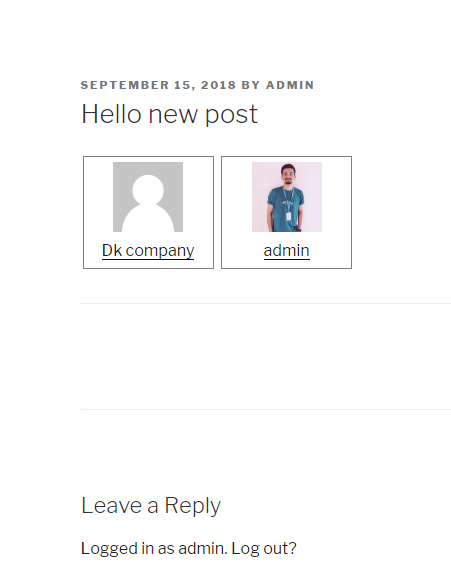 SEPTEMBER 15, 2018 BY ADMIN
Hello new post
Dk company
admin
Leave a Reply
Logged in as admin. Log out?